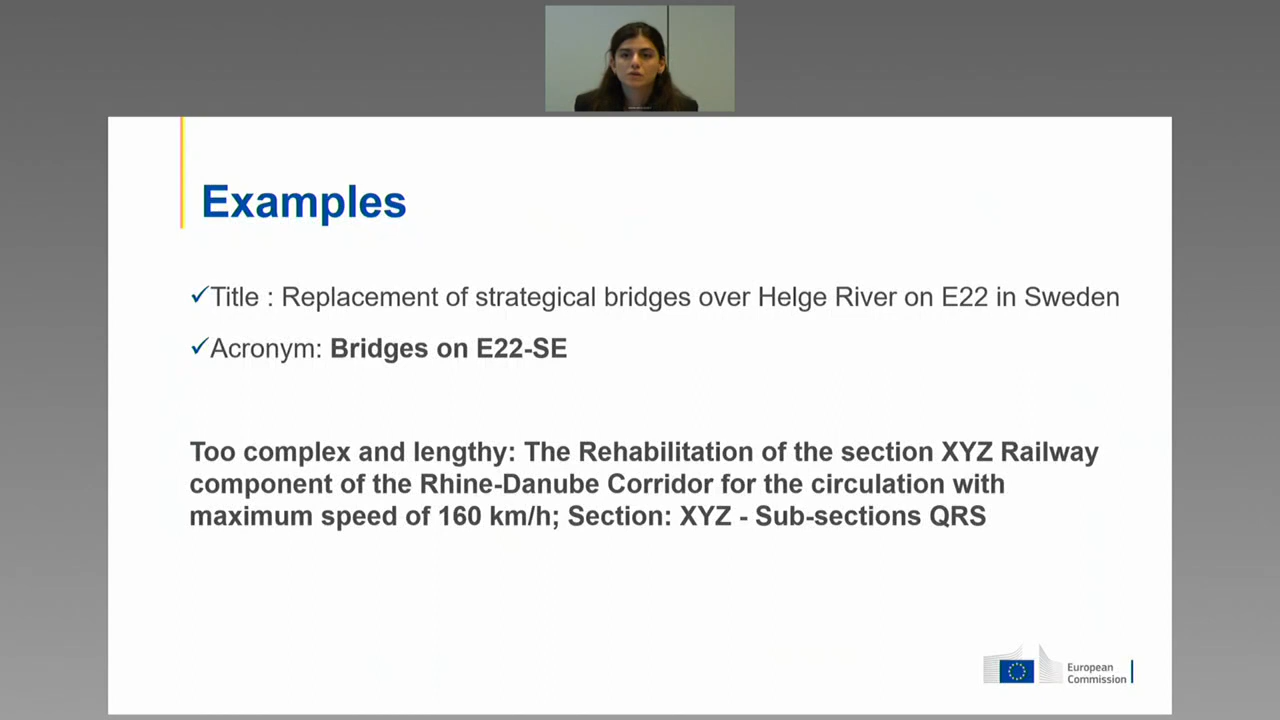 Examples
✓Title : Replacement of strategical bridges over Helge River on E22 in Sweden
✓Acronym: Bridges on E22-SE
Too complex and lengthy: The Rehabilitation of the section XYZ Railway
component of the Rhine-Danube Corridor for the circulation with
maximum speed of 160 km/h; Section: XYZ - Sub-sections QRS
European
Commission